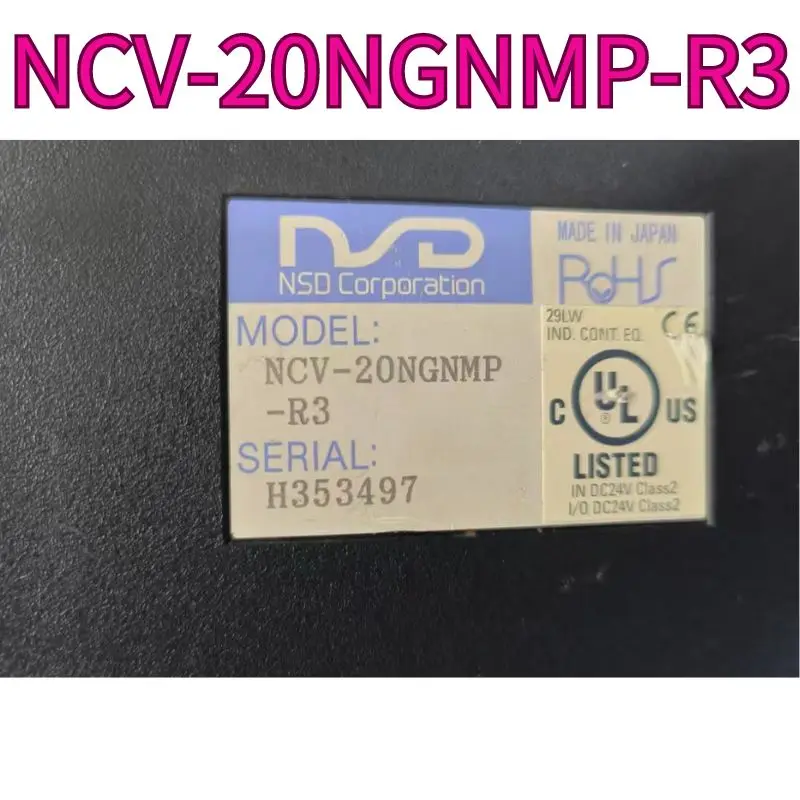 NCV-20NGNMP-R3
NSD
NSD Corporation
MADE IN JAPAN
RoHS
MODEL:
NCV-20NGNMP
-R3
SERIAL:
H353497
29LW
IND. CONT. EQ.
CE
C UL US
®
LISTED
IN DC24V Class2
I/O DC24V Class2